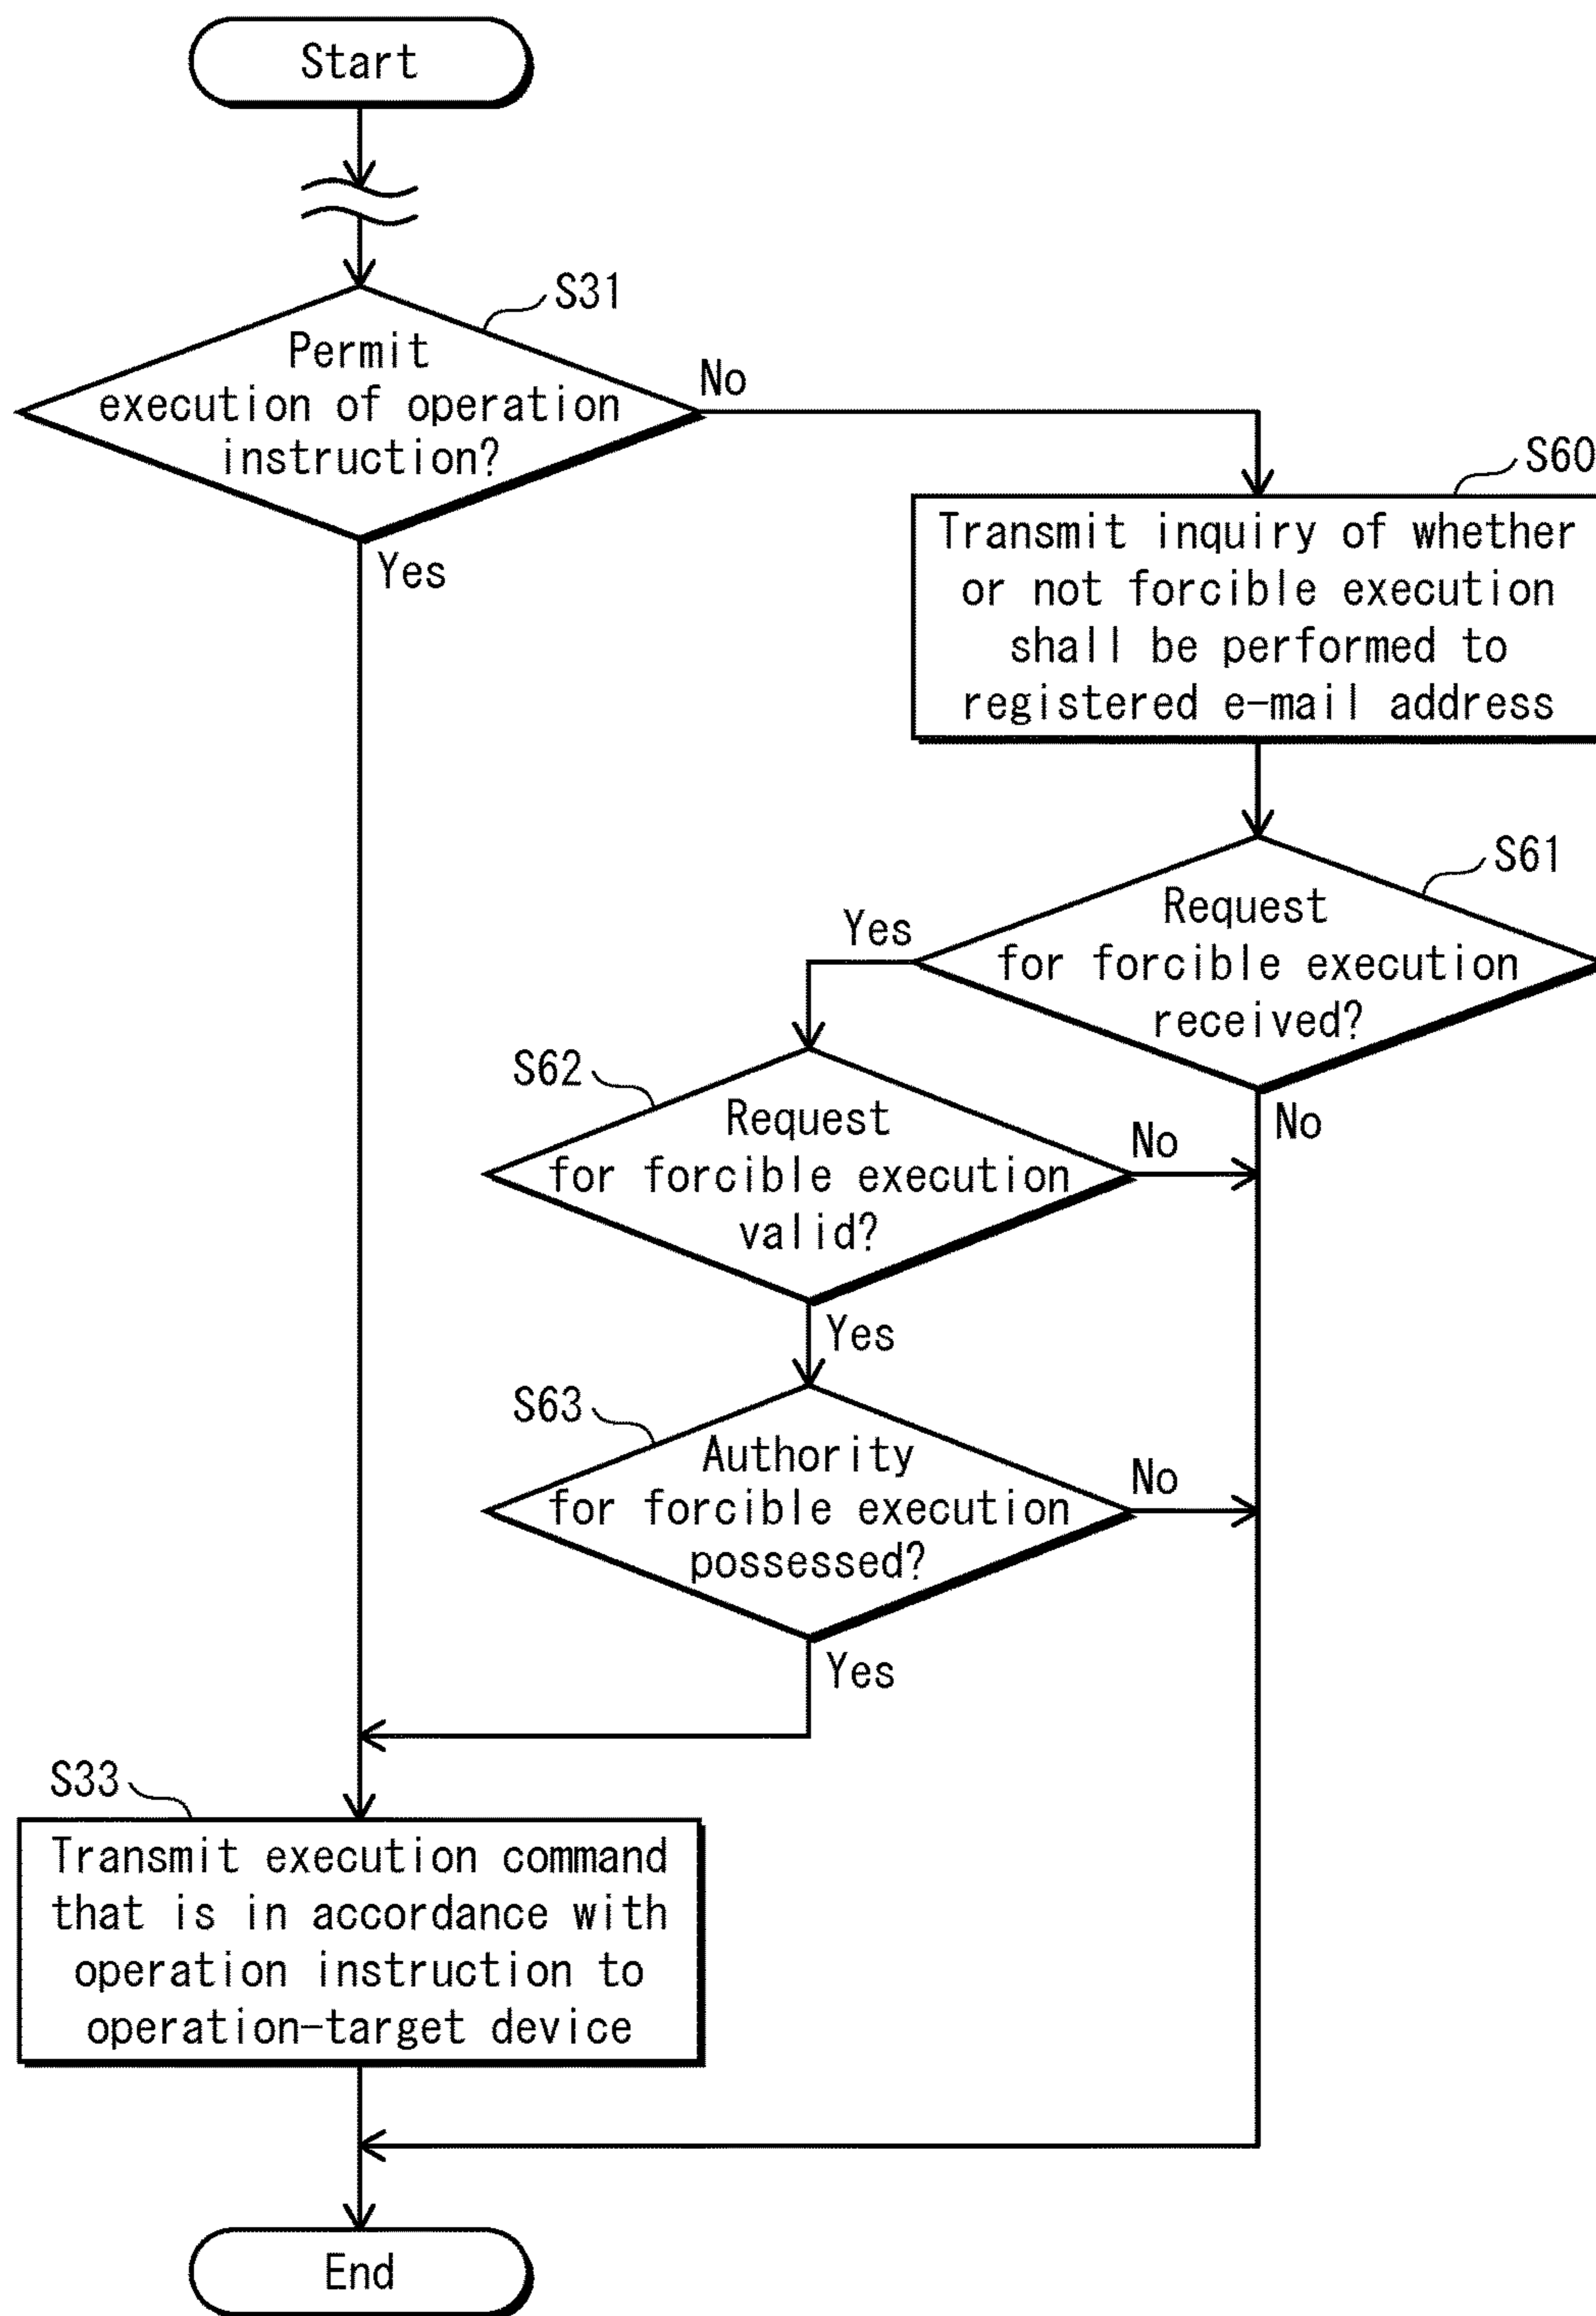 Start
S31
Permit
execution of operation
instruction?
No
Yes
S60
Transmit inquiry of whether
or not forcible execution
shall be performed to
registered e-mail address
S61
Request
for forcible execution
received?
Yes
No
S62
Request
for forcible execution
valid?
No
Yes
S63
Authority
for forcible execution
possessed?
No
Yes
S33
Transmit execution command
that is in accordance with
operation instruction to
operation-target device
End